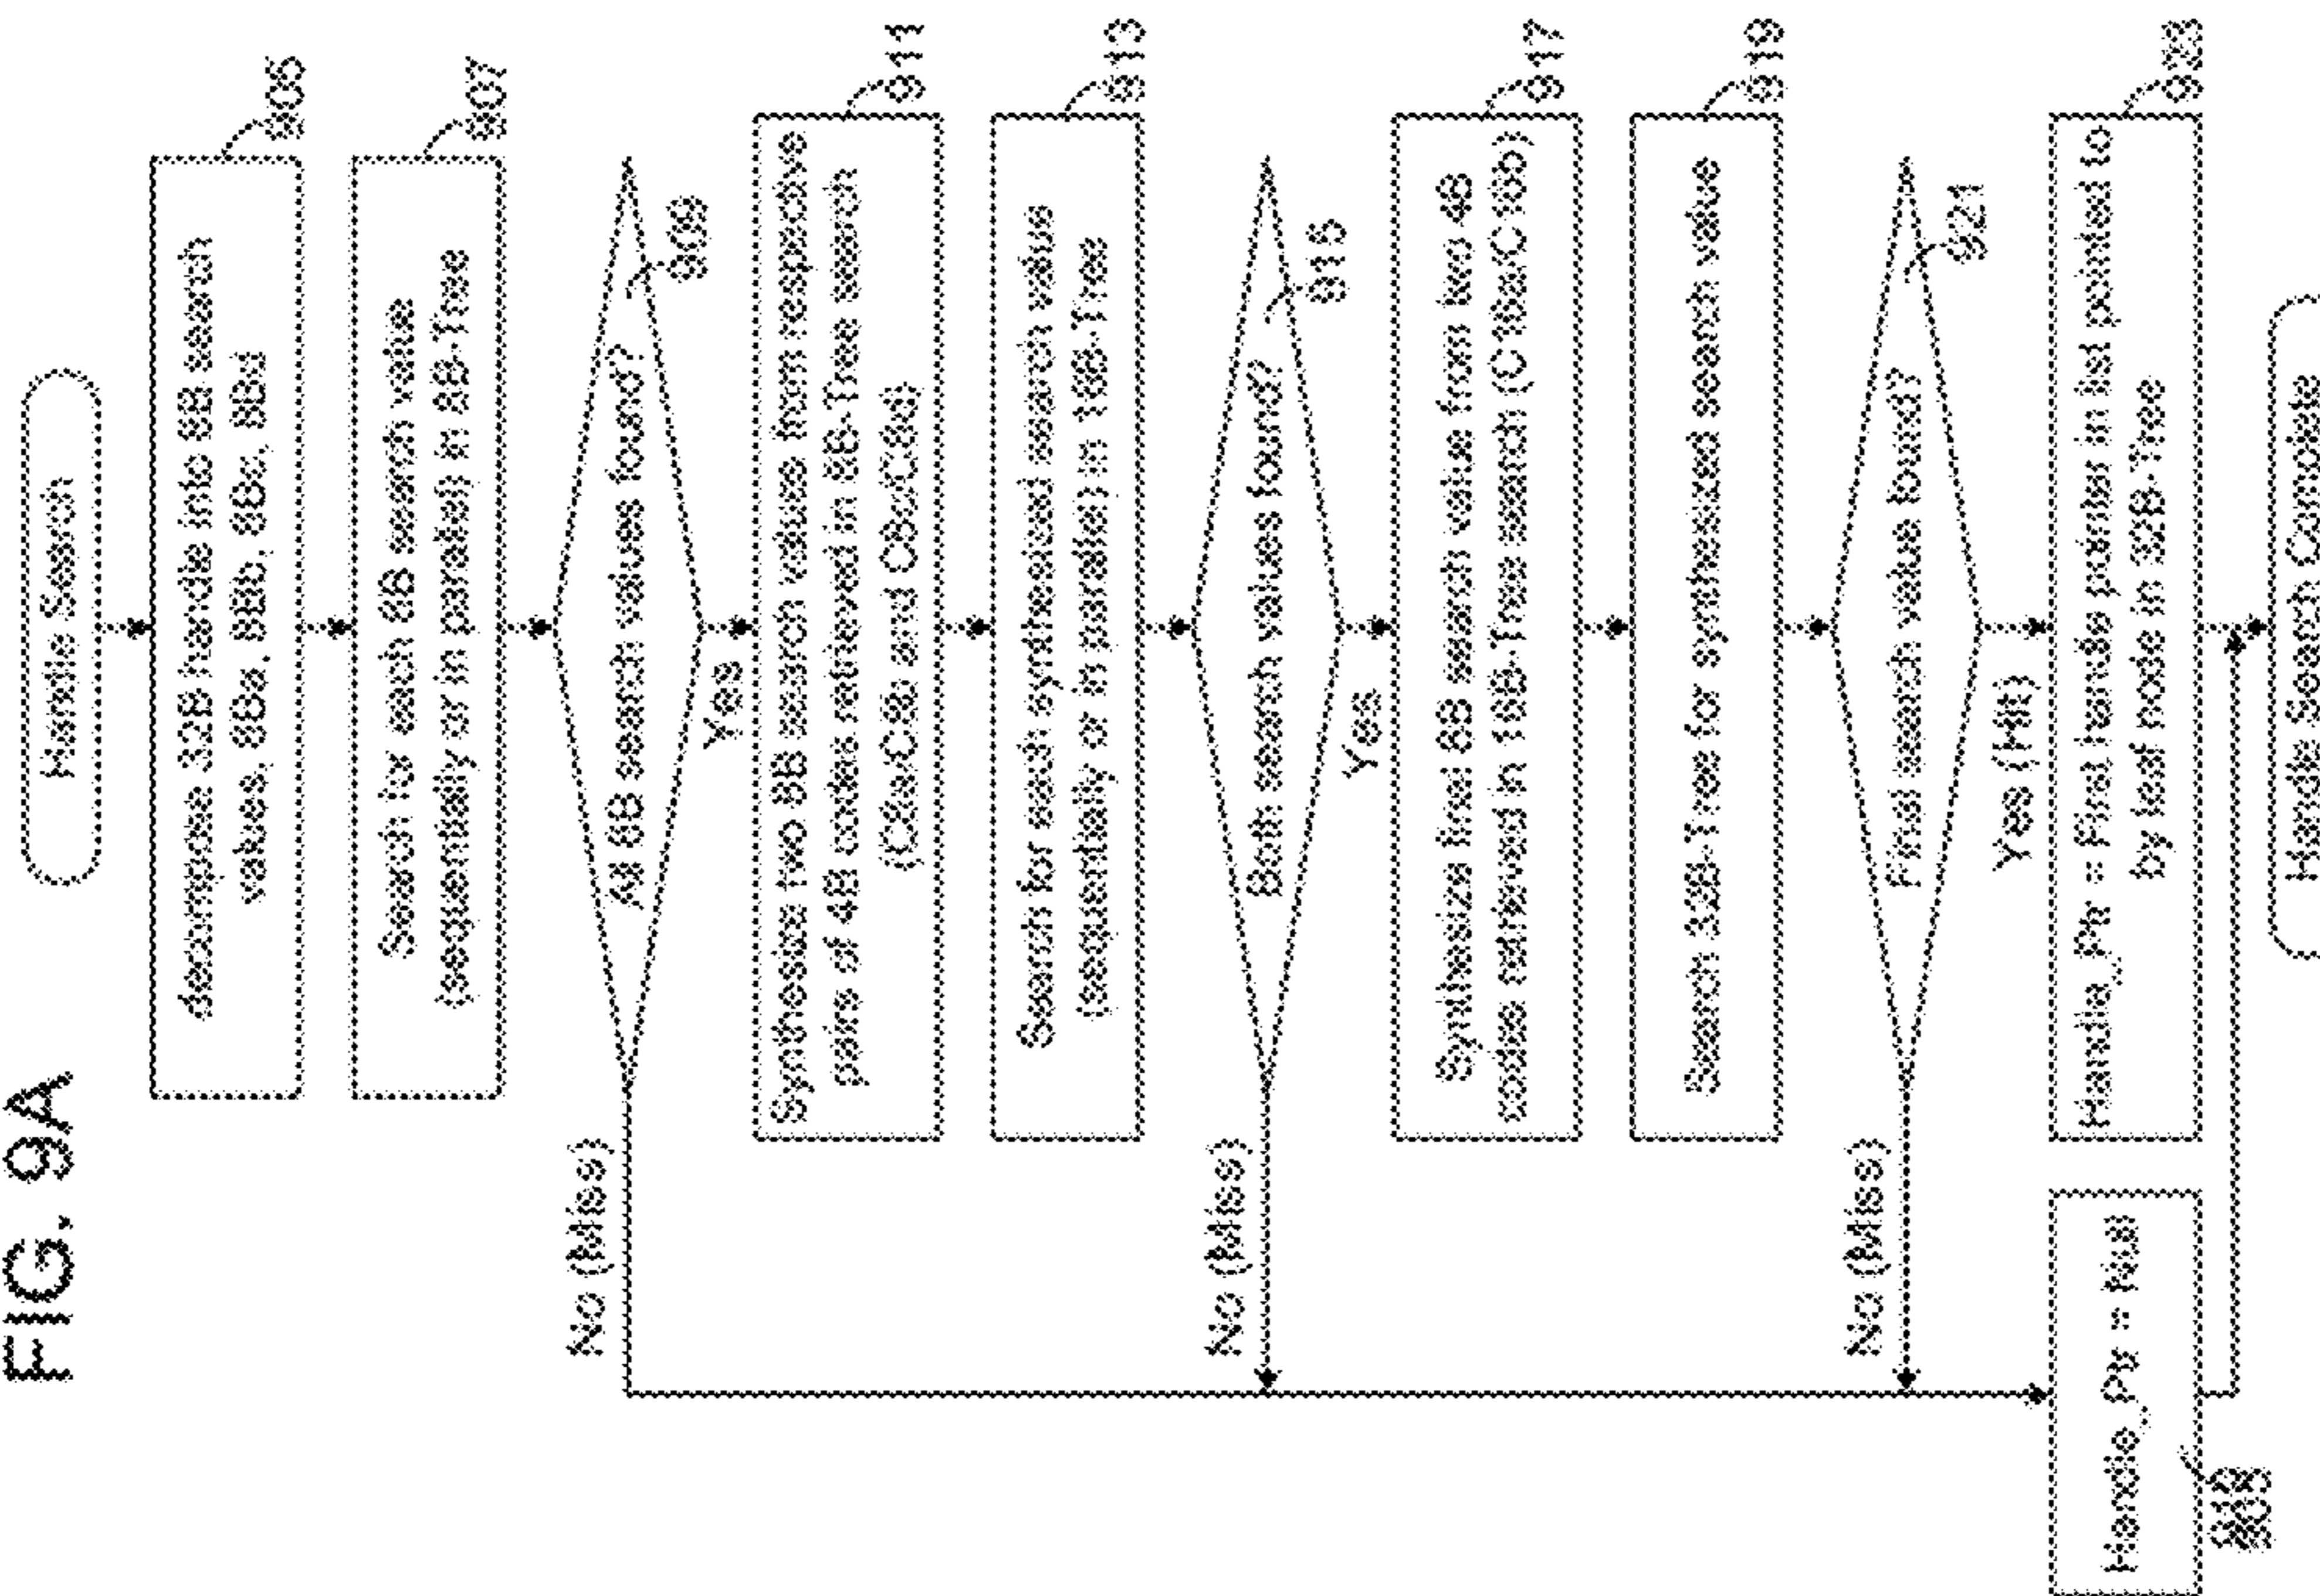 FIG. 9A
Handle Search
decompose 32B handle into 8B search
values, 8Ba, 8Bb, 8Bc, 8Bd
905
Search for each 8B search value
(sequentially or in parallel) in 8B-Tree
907
All 8B search values found?
909
No (Miss)
Yes
Synthesize two 8B search values from respective
pairs of 4B codes retrieved in 8B-Tree search
(C8a/C8b and C8c/C8d)
911
Search for each synthesized search value
(sequentially or in parallel) in 16B-Tree
913
Both search values found?
915
No (Miss)
Yes
Synthesize final 8B search value from two 4B
codes retrieved in 16B-Tree search (C16a/C16b)
917
Search 32B-Tree for synthesized search value
919
Final search value found?
921
No (Miss)
Yes (Hit)
Handle_Ptr = Final handle pointer in list pointed to
by leaf node in 32B-Tree
923
Handle_Ptr = Null
Handle Search Complete